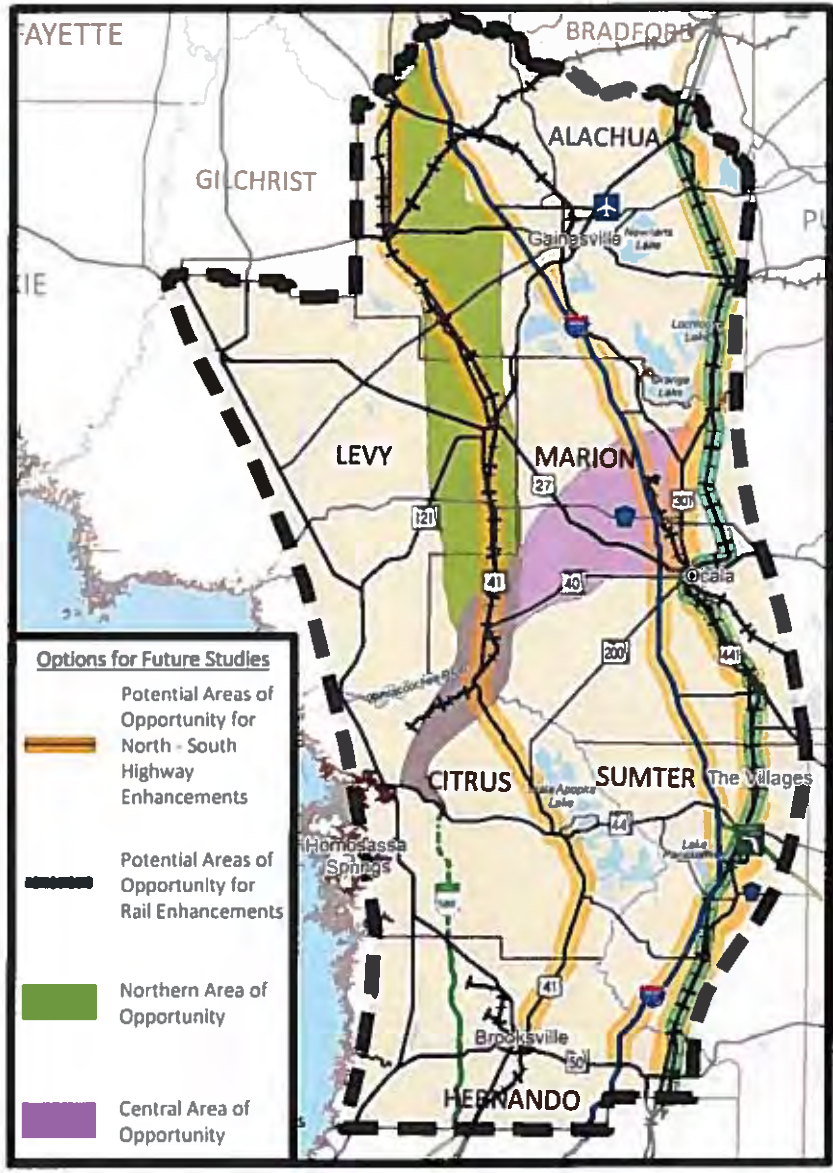 FAYETTE
BRADFORD
ALACHUA
GILCHRIST
Gainesville
Newnans
Lake
Lochloosa
Lake
Orange
Lake
LEVY
MARION
27
301
121
41
40
Ocala
200
441
Options for Future Studies
Potential Areas of
Opportunity for
North - South
Highway
Enhancements
Potential Areas of
Opportunity for
Rail Enhancements
Northern Area of
Opportunity
Central Area of
Opportunity
Withlacoochee River
CITRUS
SUMTER
The Villages
Lake
44
Homosassa
Springs
Lake
41
Brooksville
50
HERNANDO